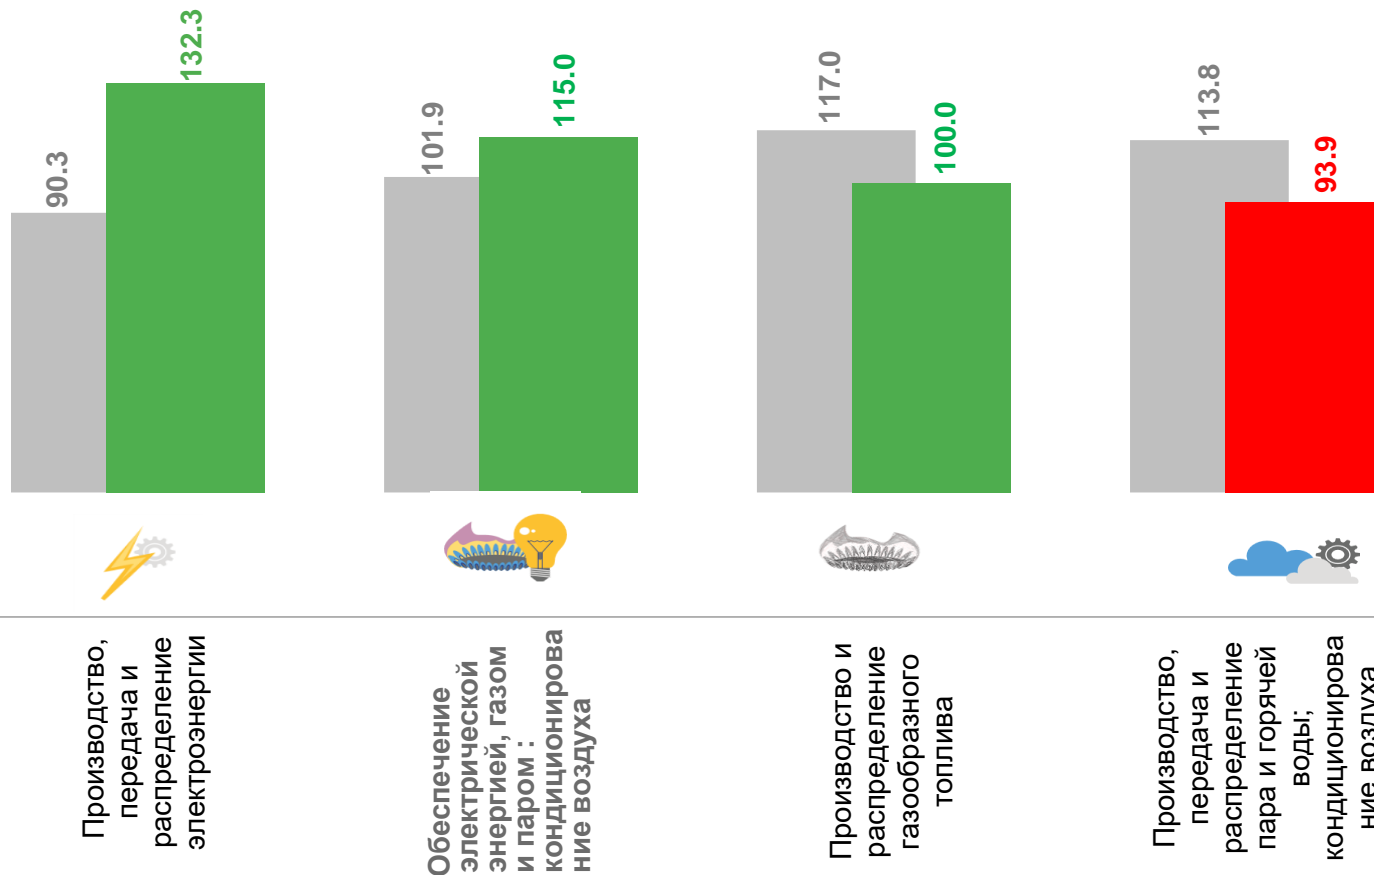 90.3
132.3
101.9
115.0
117.0
100.0
113.8
93.9
Производство,
передача и
распределение
электроэнергии
Обеспечение
электрической
энергией, газом
и паром :
кондиционирова
ние воздуха
Производство и
распределение
газообразного
топлива
Производство,
передача и
распределение
пара и горячей
воды;
кондиционирова
ние воздуха